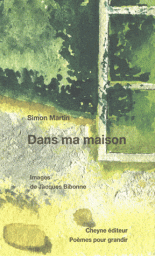 Simon Martin
Dans ma maison
Images
de Jacques Bibonne
Cheyne éditeur
Poèmes pour grandir